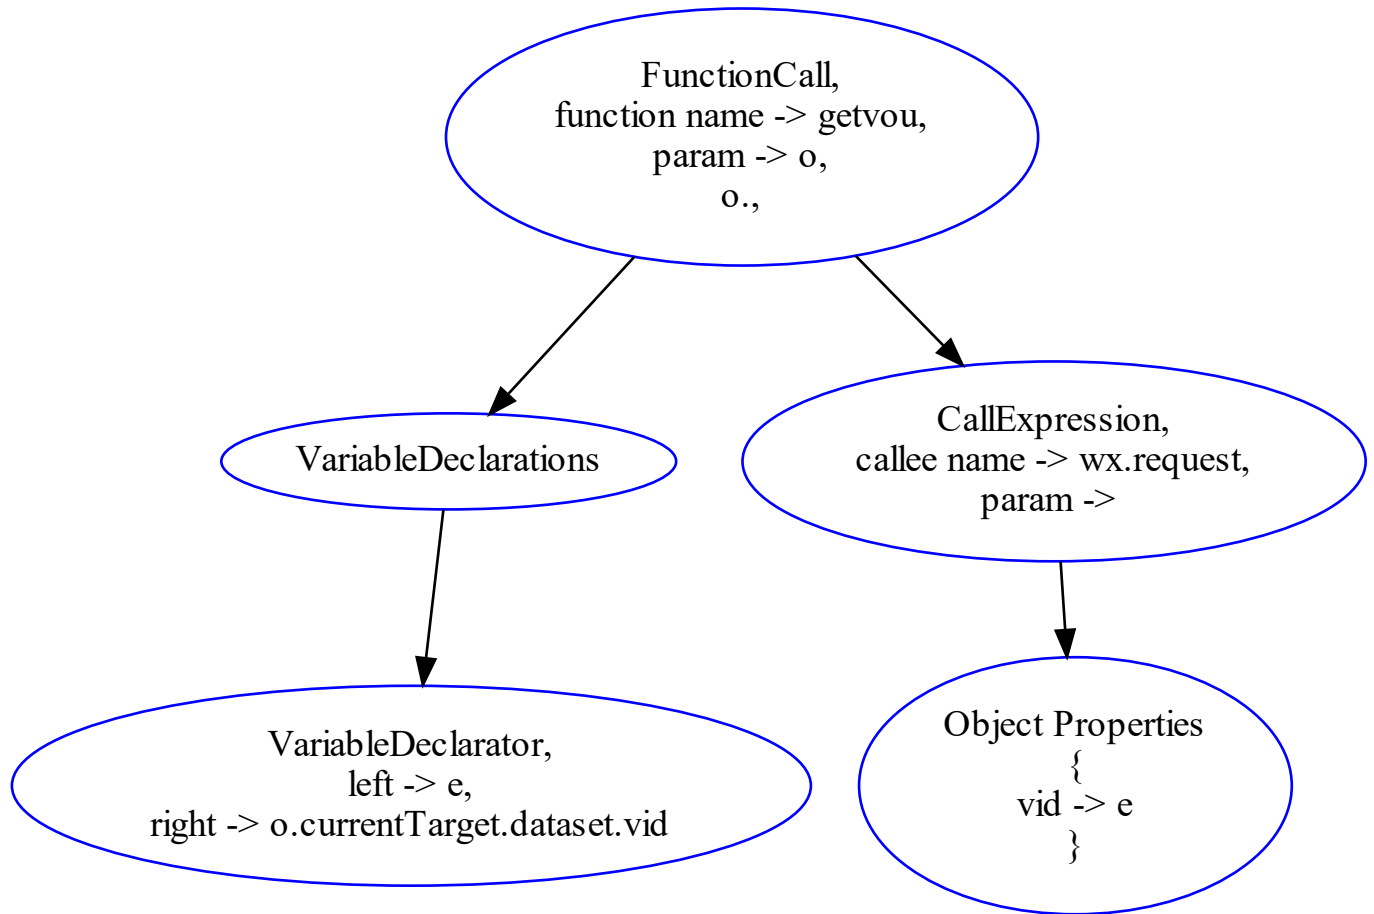 FunctionCall,
function name -> getvou,
param -> o,
o.,
VariableDeclarations
CallExpression,
callee name -> wx.request,
param ->
VariableDeclarator,
left -> e,
right -> o.currentTarget.dataset.vid
Object Properties
{
vid -> e
}